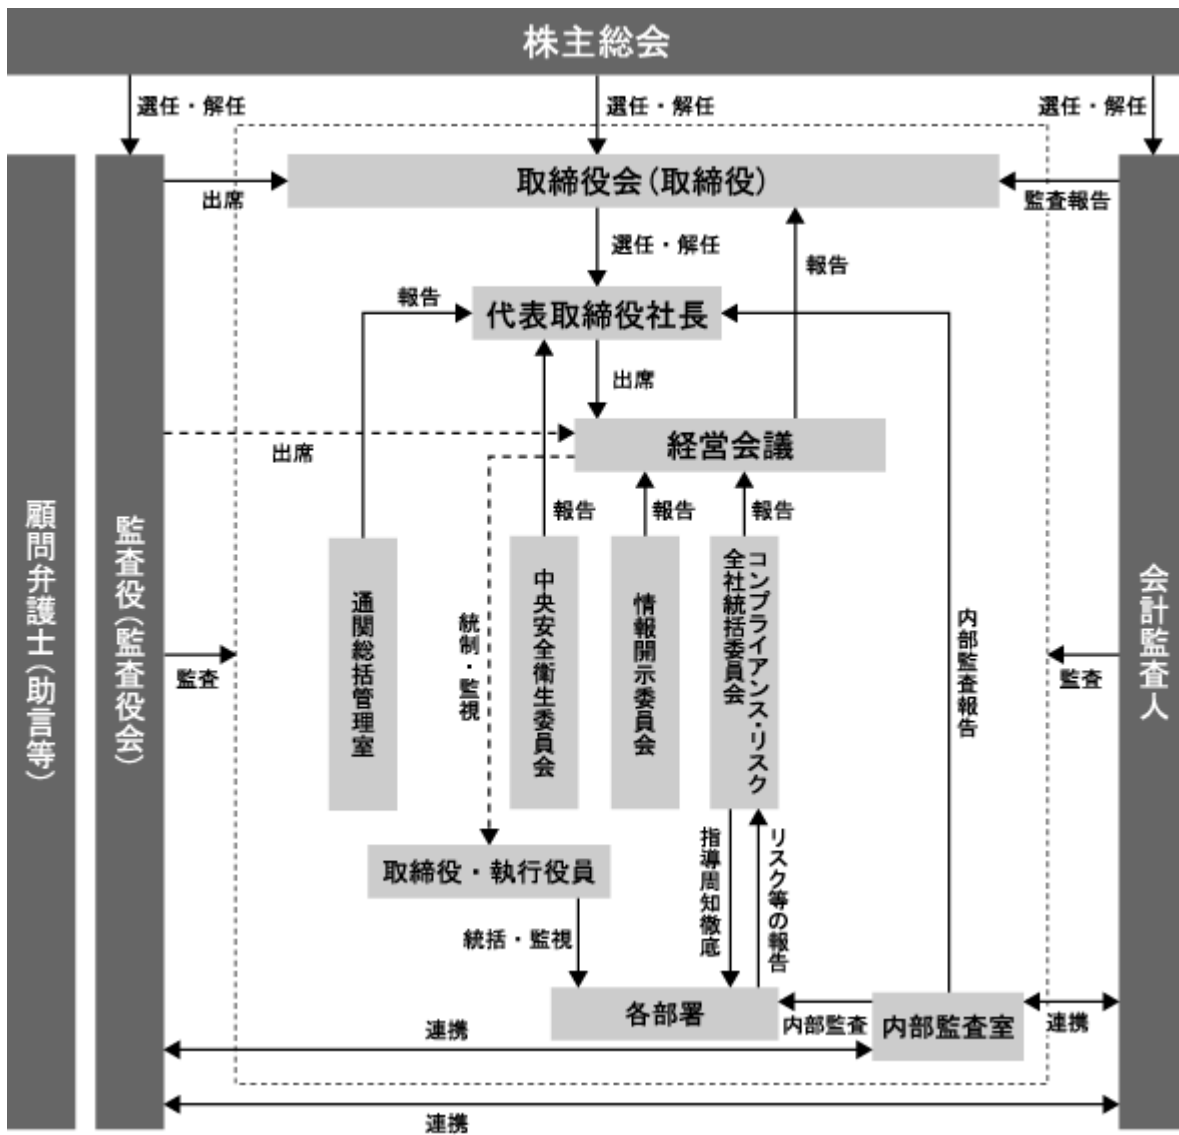 株主総会
選任・解任
選任・解任
選任・解任
取締役会(取締役)
出席
監査報告
選任・解任
報告
報告
代表取締役社長
出席
経営会議
出席
報告
報告
報告
顧問弁護士(助言等)
監査役(監査役会)
通関総括管理室
統制・監視
中央安全衛生委員会
情報開示委員会
コンプライアンス・リスク
全社統括委員会
内部監査報告
会計監査人
監査
監査
取締役・執行役員
指導周知徹底
リスク等の報告
統括・監視
各部署
内部監査
内部監査室
連携
連携
連携